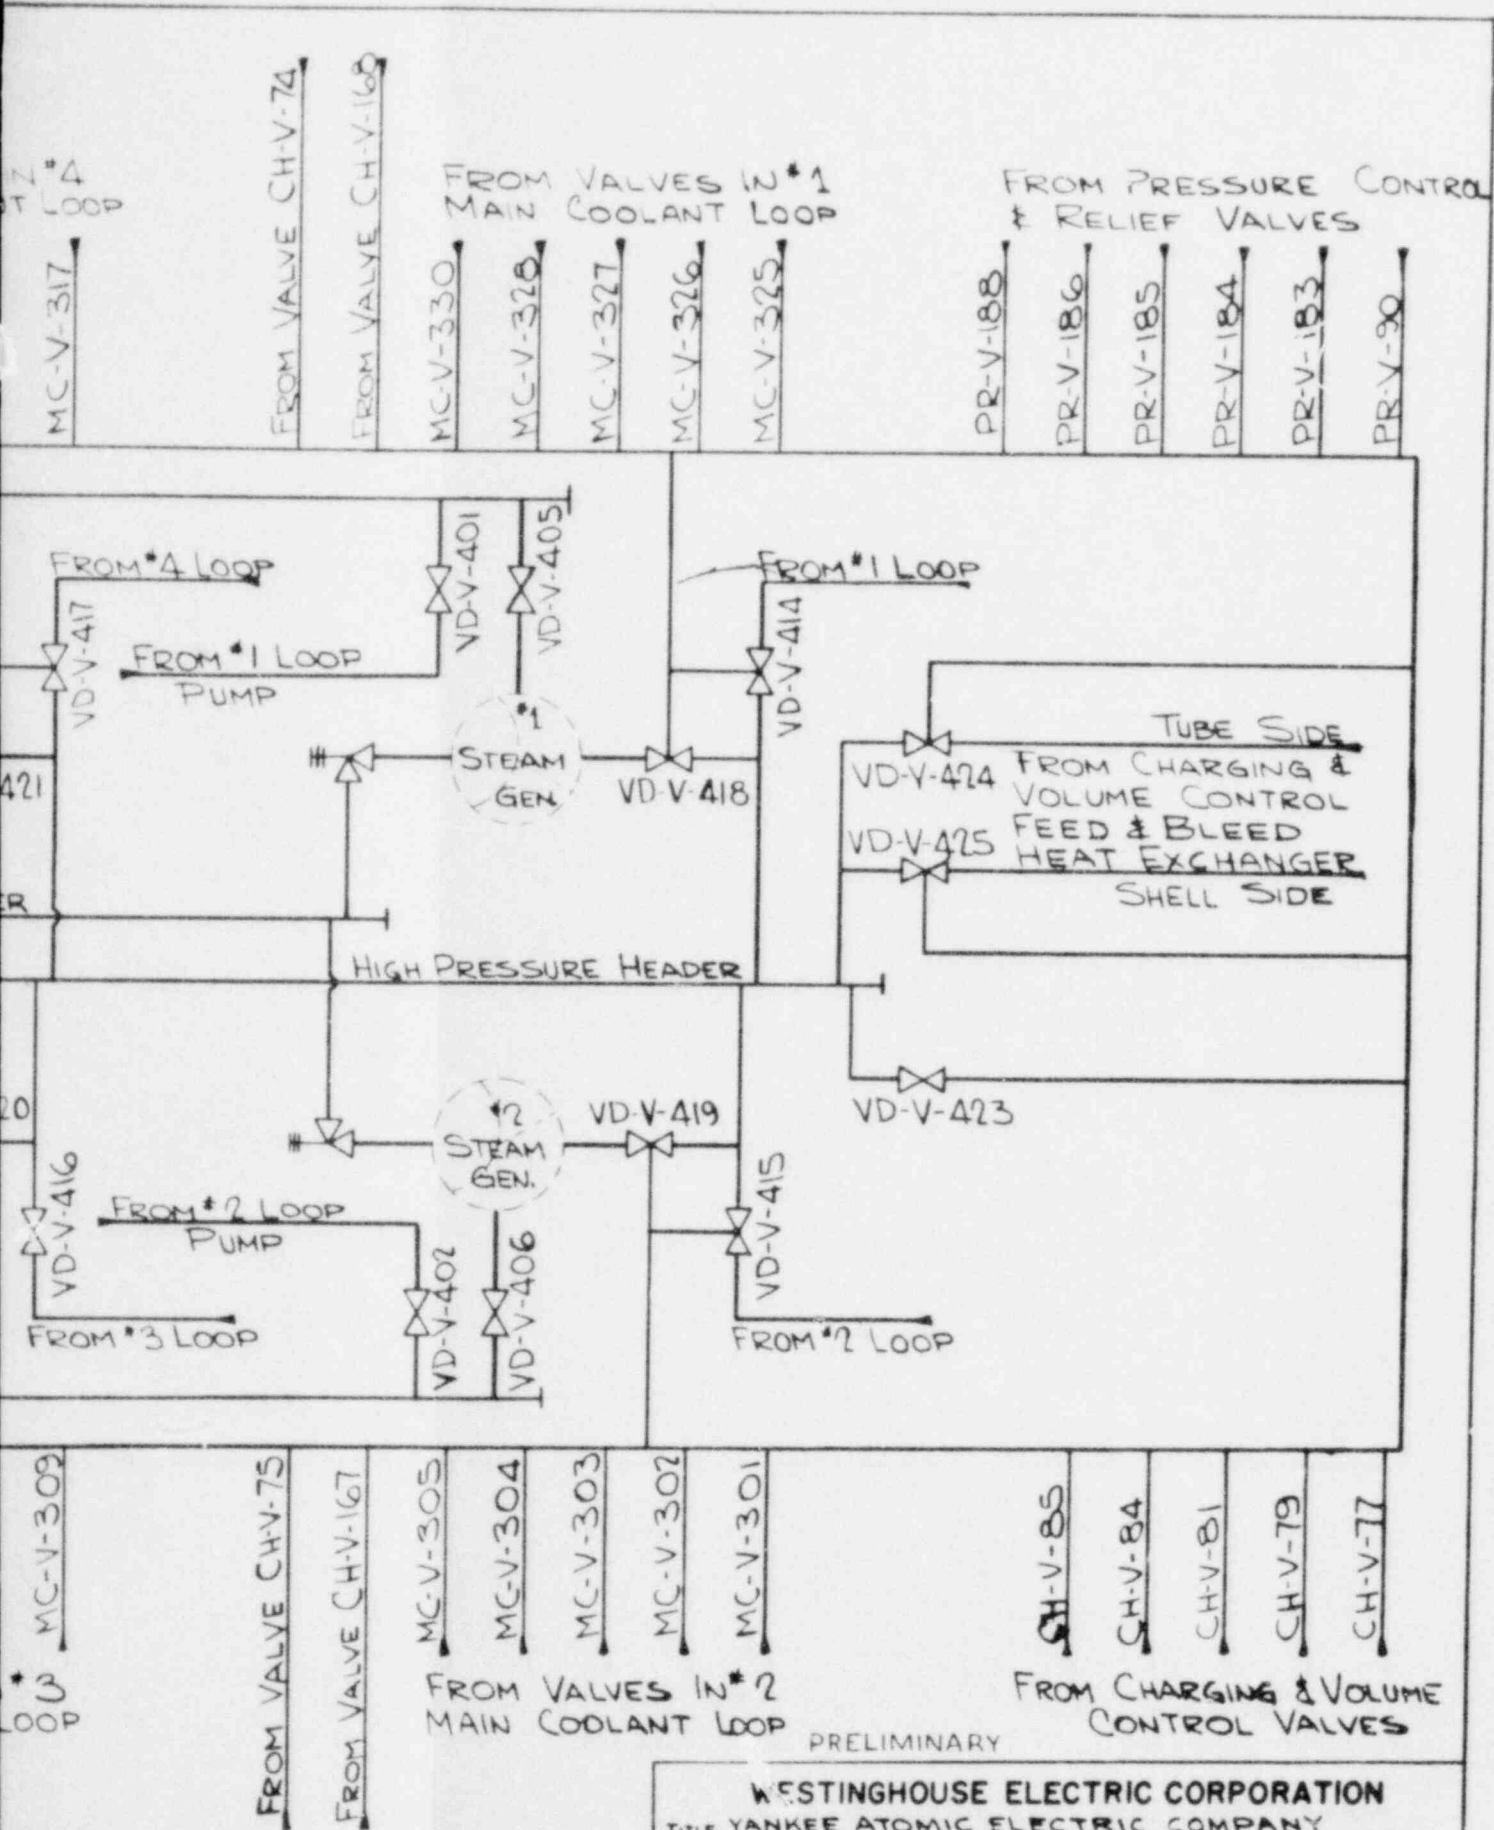 N #4
T LOOP
MC-V-317
FROM VALVE CH-V-74
FROM VALVE CH-V-168
FROM VALVES IN #1
MAIN COOLANT LOOP
MC-V-330
MC-V-328
MC-V-327
MC-V-326
MC-V-325
FROM PRESSURE CONTROL
& RELIEF VALVES
PR-V-188
PR-V-186
PR-V-185
PR-V-184
PR-V-183
PR-V-90
FROM #4 LOOP
VD-V-417
FROM #1 LOOP
PUMP
VD-V-401
VD-V-405
FROM #1 LOOP
VD-V-414
#1
STEAM
GEN.
VD-V-418
421
TUBE SIDE
VD-V-424
FROM CHARGING &
VOLUME CONTROL
FEED & BLEED
HEAT EXCHANGER
VD-V-425
SHELL SIDE
ER
HIGH PRESSURE HEADER
VD-V-423
20
#2
STEAM
GEN.
VD-V-419
VD-V-416
FROM #2 LOOP
PUMP
VD-V-402
VD-V-406
VD-V-415
FROM #3 LOOP
FROM #2 LOOP
MC-V-309
FROM VALVE CH-V-75
FROM VALVE CH-V-167
MC-V-305
MC-V-304
MC-V-303
MC-V-302
MC-V-301
CH-V-85
CH-V-84
CH-V-81
CH-V-79
CH-V-77
#3
LOOP
FROM VALVES IN #2
MAIN COOLANT LOOP
FROM CHARGING & VOLUME
CONTROL VALVES
PRELIMINARY
WESTINGHOUSE ELECTRIC CORPORATION
TITLE YANKEE ATOMIC ELECTRIC COMPANY